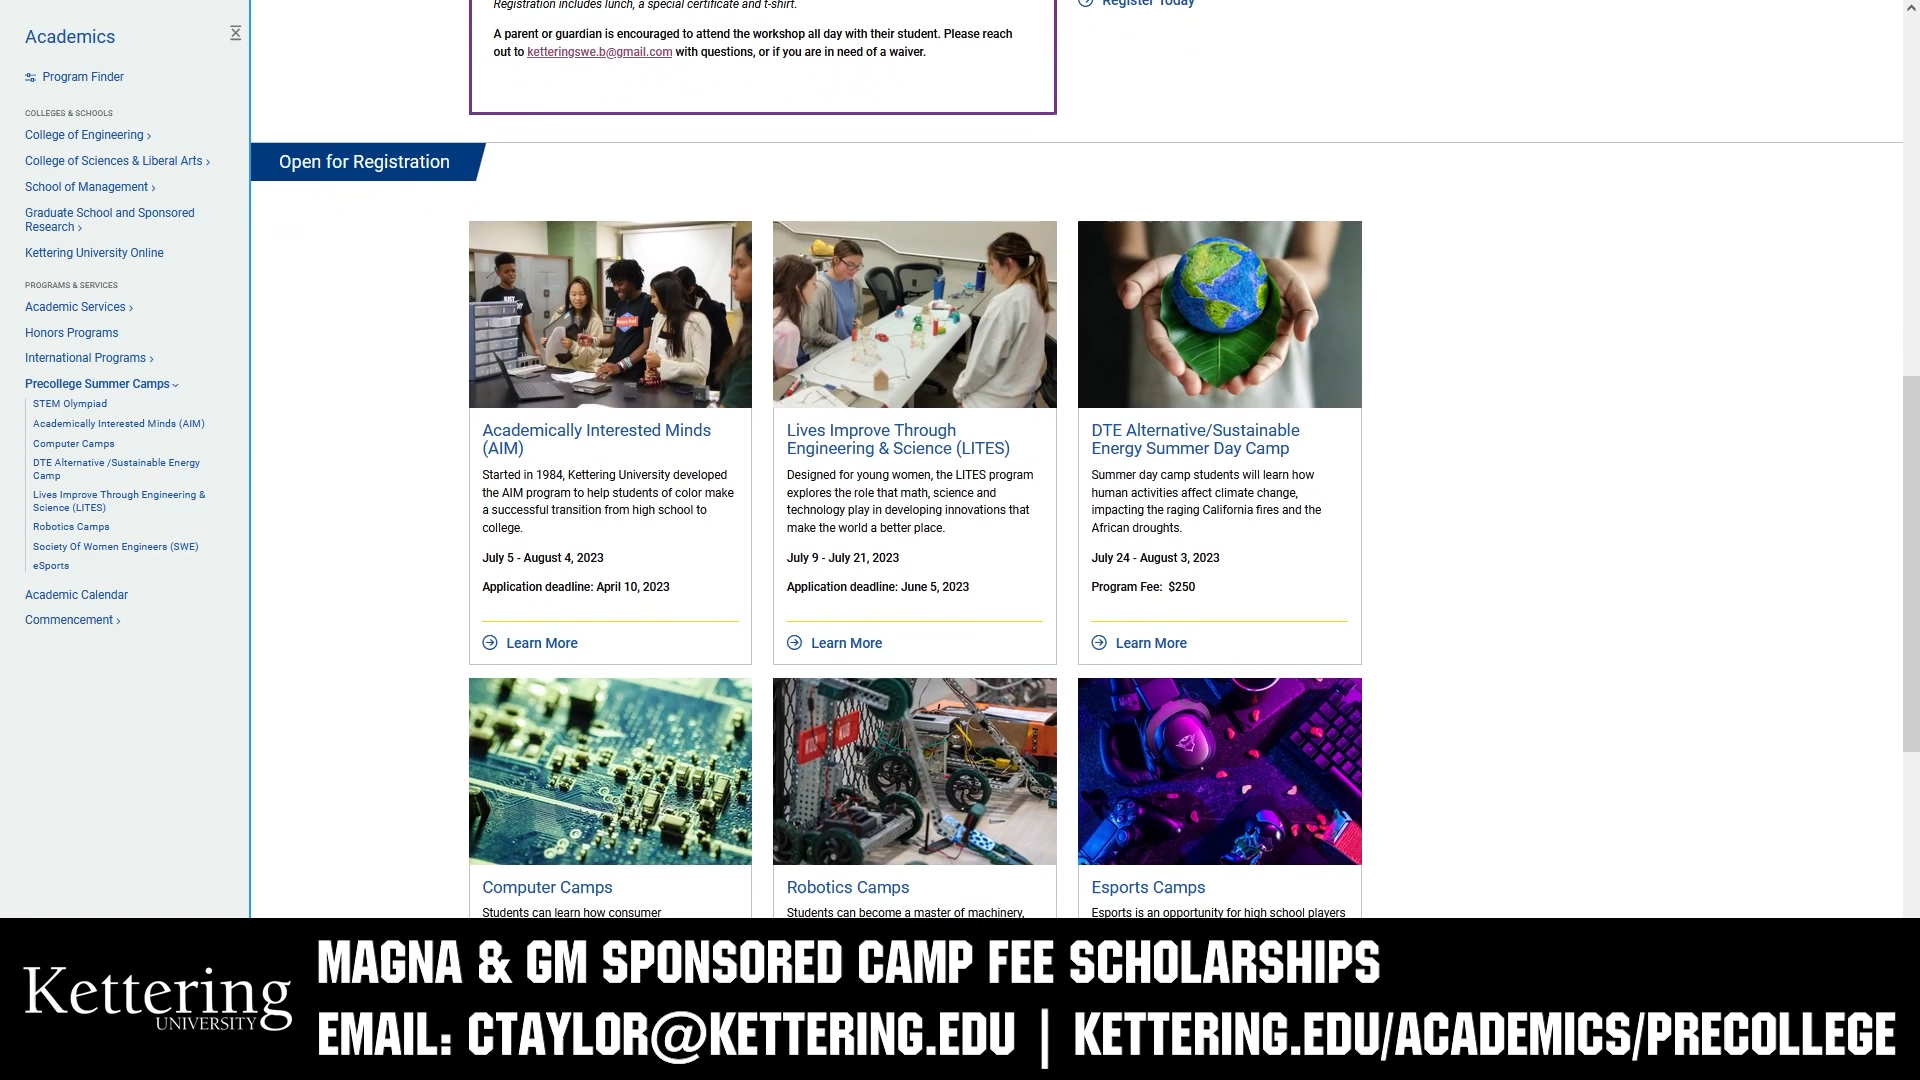 Academics
Program Finder
COLLEGES & SCHOOLS
College of Engineering
College of Sciences & Liberal Arts
School of Management
Graduate School and Sponsored
Research
Kettering University Online
PROGRAMS & SERVICES
Academic Services
Honors Programs
International Programs
Precollege Summer Camps
STEM Olympiad
Academically Interested Minds (AIM)
Computer Camps
DTE Alternative /Sustainable Energy
Camp
Lives Improve Through Engineering &
Science (LITES)
Robotics Camps
Society Of Women Engineers (SWE)
eSports
Academic Calendar
Commencement
Registration includes lunch, a special certificate and t-shirt.
A parent or guardian is encouraged to attend the workshop all day with their student. Please reach
out to ketteringswe.b@gmail.com with questions, or if you are in need of a waiver.
Register Today
Open for Registration
Academically Interested Minds
(AIM)
Started in 1984, Kettering University developed
the AIM program to help students of color make
a successful transition from high school to
college.
July 5 - August 4, 2023
Application deadline: April 10, 2023
Learn More
Lives Improve Through
Engineering & Science (LITES)
Designed for young women, the LITES program
explores the role that math, science and
technology play in developing innovations that
make the world a better place.
July 9 - July 21, 2023
Application deadline: June 5, 2023
Learn More
DTE Alternative/Sustainable
Energy Summer Day Camp
Summer day camp students will learn how
human activities affect climate change,
impacting the raging California fires and the
African droughts.
July 24 - August 3, 2023
Program Fee: $250
Learn More
Computer Camps
Students can learn how consumer
Robotics Camps
Students can become a master of machinery,
Esports Camps
Esports is an opportunity for high school players
Kettering
UNIVERSITY
MAGNA & GM SPONSORED CAMP FEE SCHOLARSHIPS
EMAIL: CTAYLOR@KETTERING.EDU | KETTERING.EDU/ACADEMICS/PRECOLLEGE